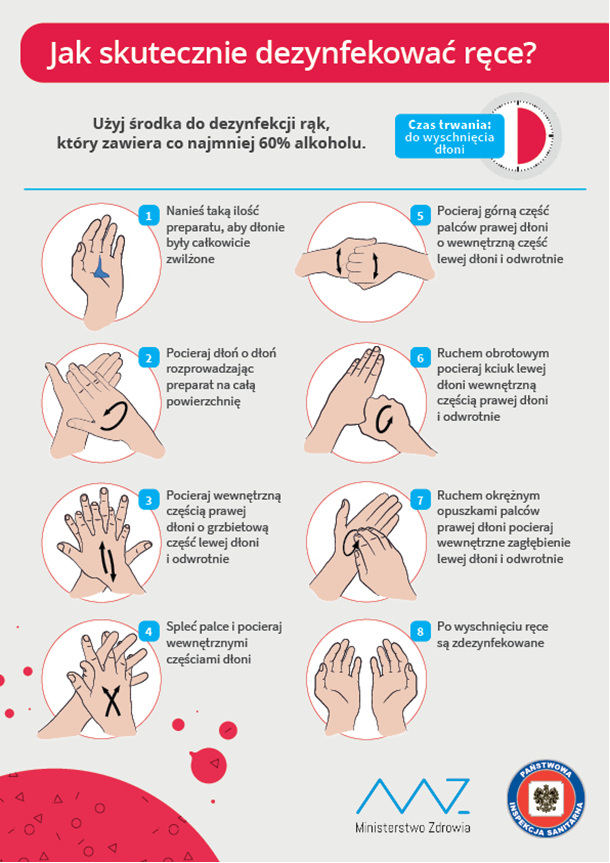 Jak skutecznie dezynfekować ręce?
Użyj środka do dezynfekcji rąk,
który zawiera co najmniej 60% alkoholu.
Czas trwania:
do wyschnięcia
dłoni
1
Nanieś taką ilość
preparatu, aby dłonie
były całkowicie
zwilżone
2
Pocieraj dłoń o dłoń
rozprowadzając
preparat na całą
powierzchnię
3
Pocieraj wewnętrzną
częścią prawej
dłoni o grzbietową
część lewej dłoni
i odwrotnie
4
Spleć palce i pocieraj
wewnętrznymi
częściami dłoni
5
Pocieraj górną część
palców prawej dłoni
o wewnętrzną część
lewej dłoni i odwrotnie
6
Ruchem obrotowym
pocieraj kciuk lewej
dłoni wewnętrzną
częścią prawej dłoni
i odwrotnie
7
Ruchem okrężnym
opuszkami palców
prawej dłoni pocieraj
wewnętrzne zagłębienie
lewej dłoni i odwrotnie
8
Po wyschnięciu ręce
są zdezynfekowane
Ministerstwo Zdrowia
PAŃSTWOWA
INSPEKCJA SANITARNA